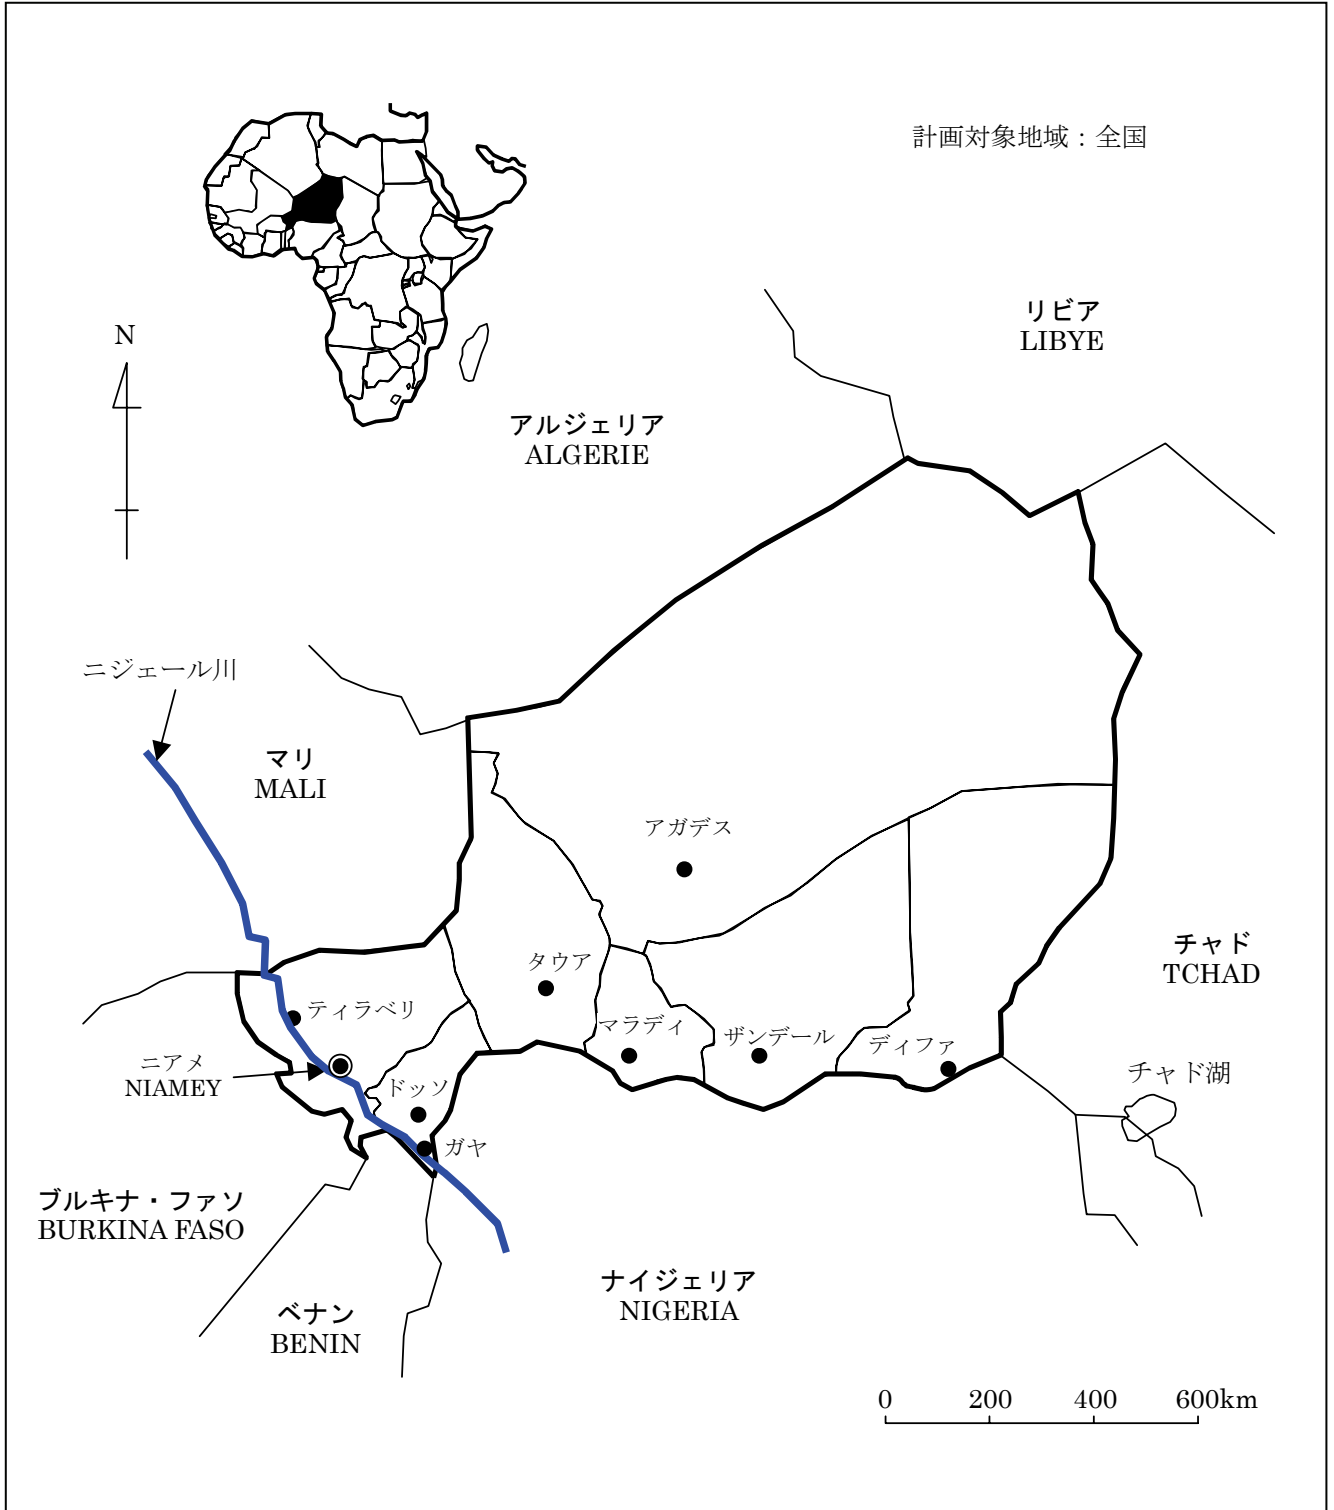 計画対象地域：全国
リビア
LIBYE
N
アルジェリア
ALGERIE
ニジェール川
マリ
MALI
アガデス
チャド
TCHAD
タウア
ティラベリ
マラディ
ザンデール
ディファ
ニアメ
NIAMEY
チャド湖
ドッソ
ガヤ
ブルキナ・ファソ
BURKINA FASO
ナイジェリア
NIGERIA
ベナン
BENIN
0 200 400 600km